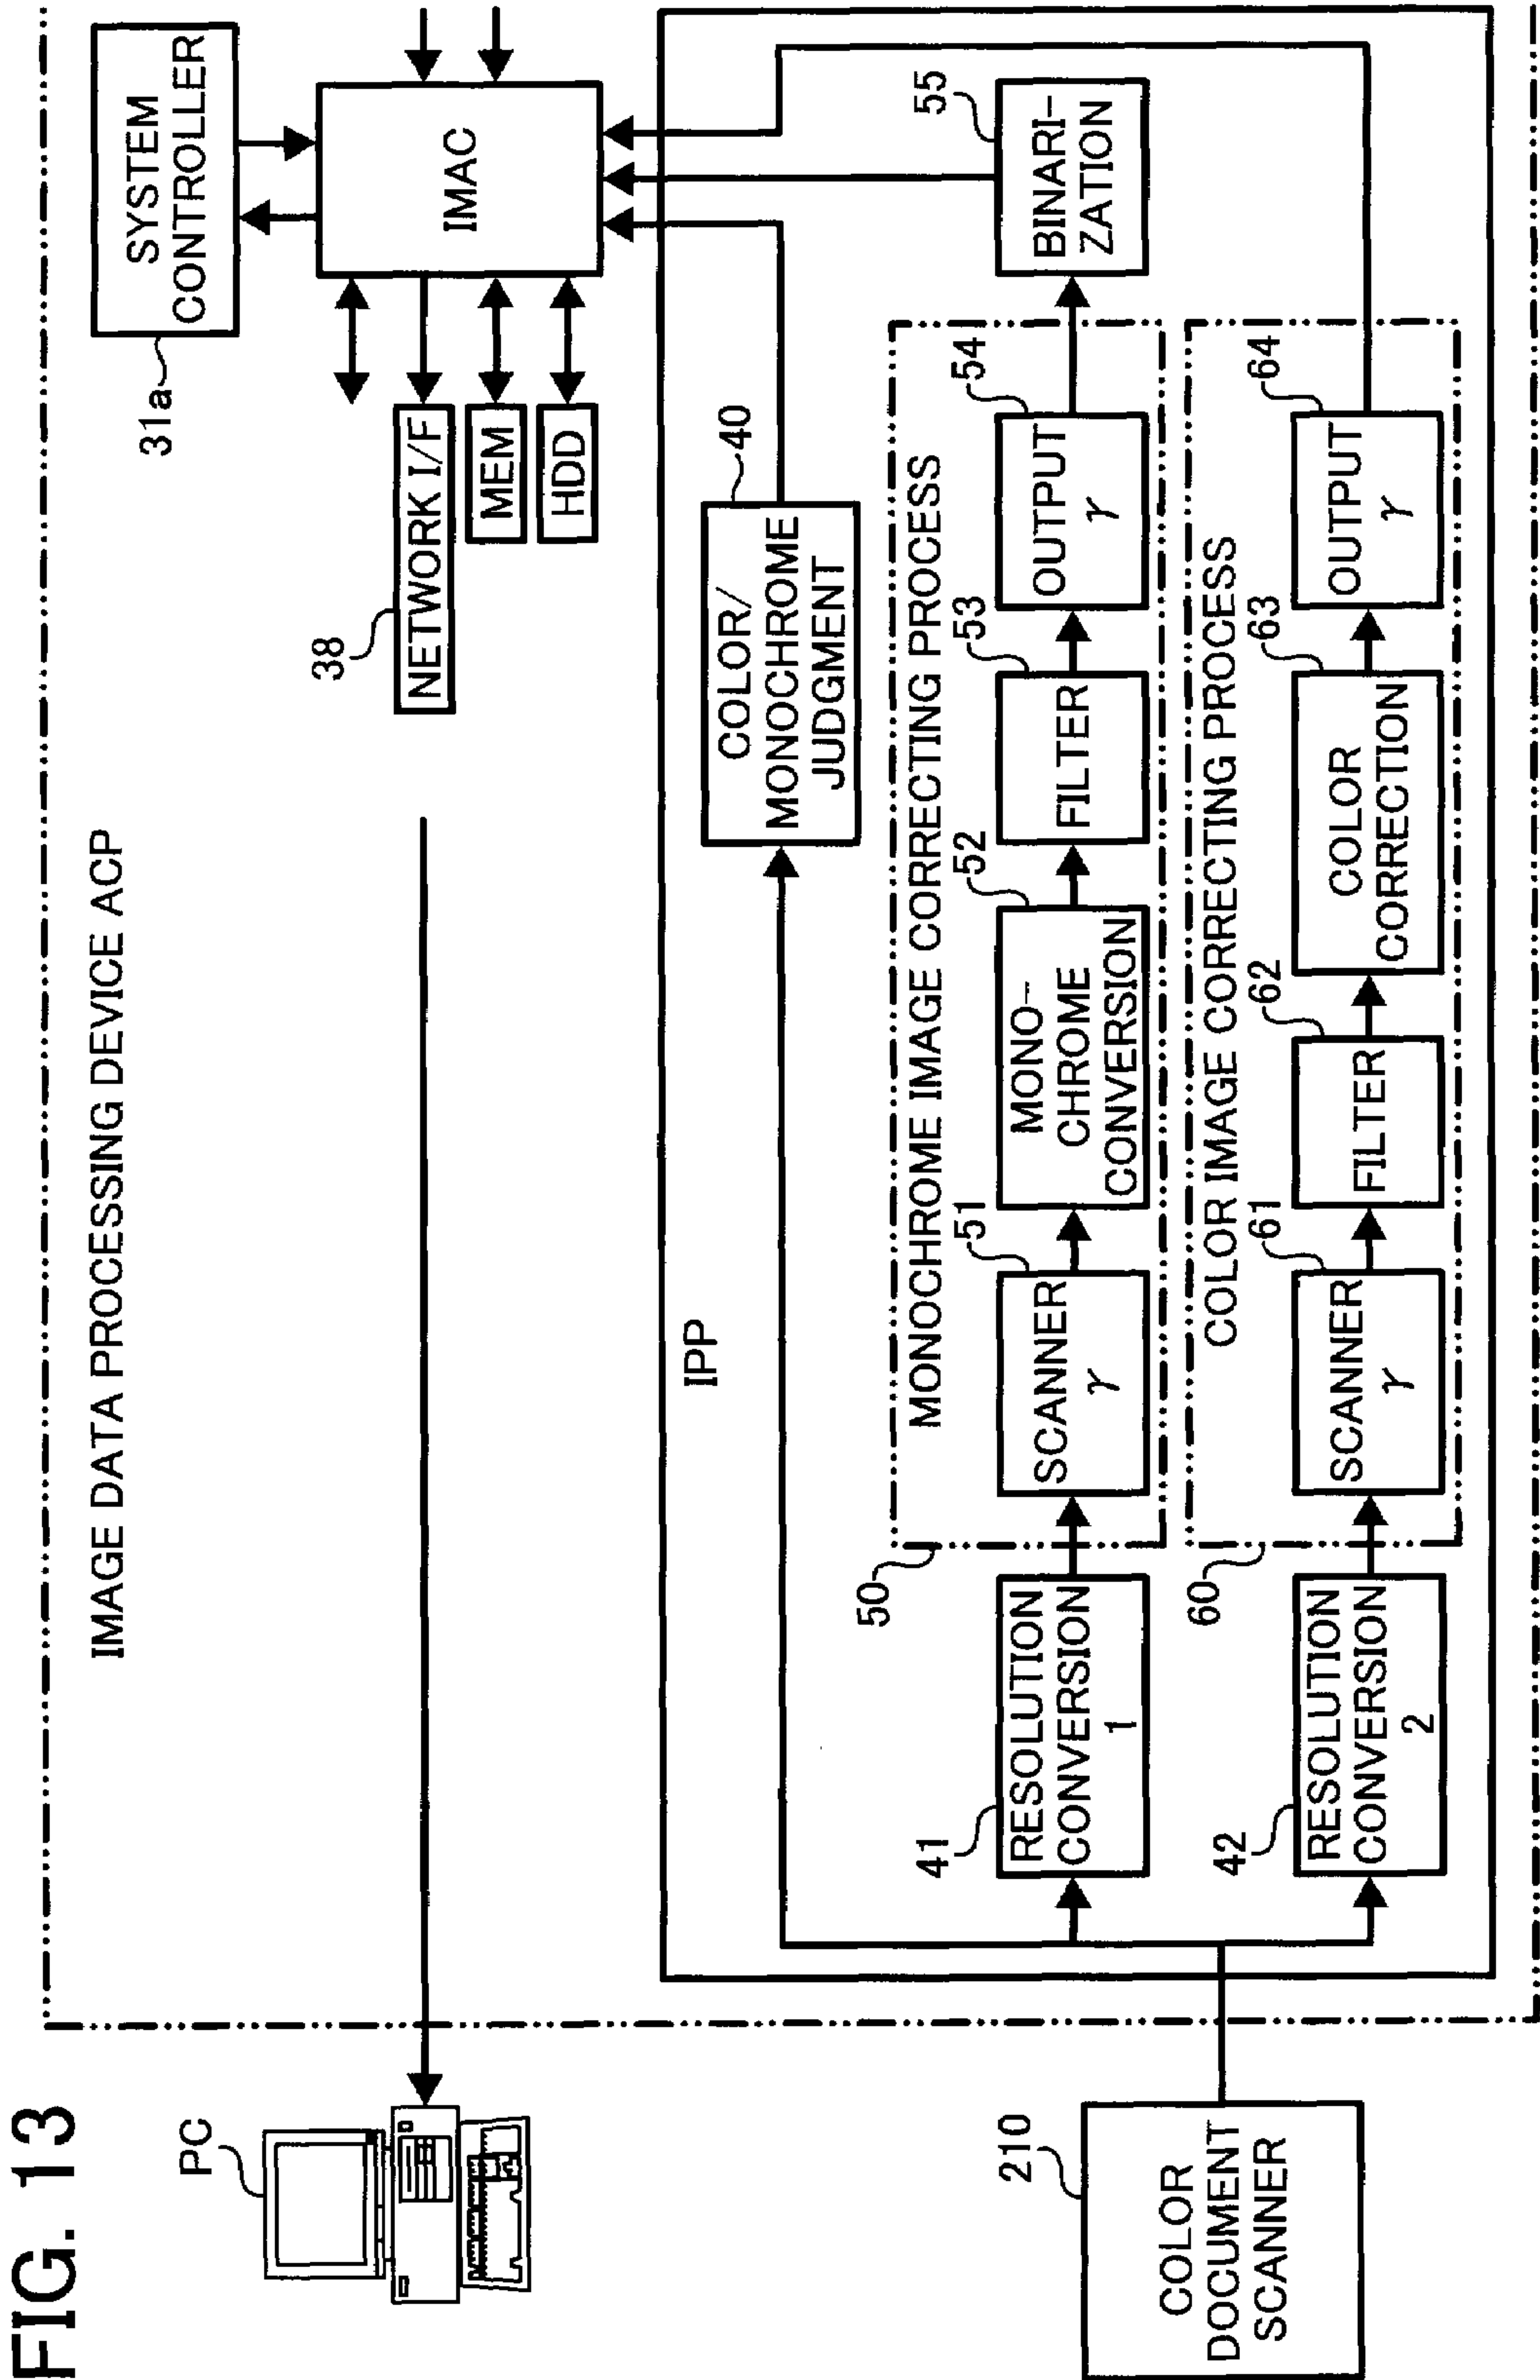 FIG. 13
IMAGE DATA PROCESSING DEVICE ACP
PC
38
NETWORK I/F
MEM
HDD
31a
SYSTEM
CONTROLLER
IMAC
IPP
40
COLOR/
MONOCHROME
JUDGMENT
210
COLOR
DOCUMENT
SCANNER
41
RESOLUTION
CONVERSION
1
50
MONOCHROME IMAGE CORRECTING PROCESS
51
SCANNER
γ
52
MONO-
CHROME
CONVERSION
53
FILTER
54
OUTPUT
γ
55
BINARI-
ZATION
42
RESOLUTION
CONVERSION
2
60
COLOR IMAGE CORRECTING PROCESS
61
SCANNER
γ
62
FILTER
63
COLOR
CORRECTION
64
OUTPUT
γ